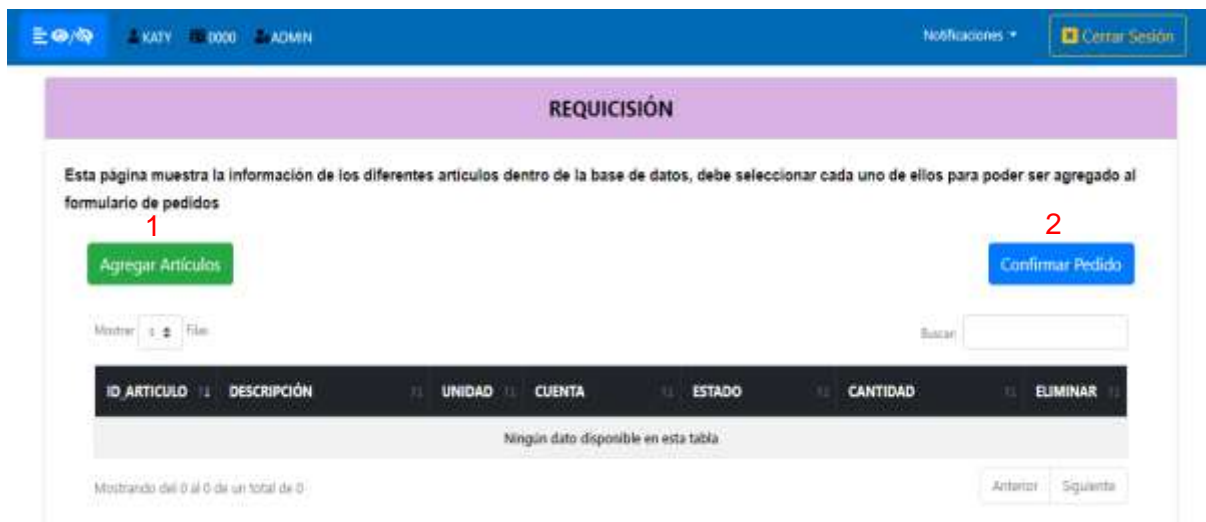 KATY 0000 ADMIN Notificaciones Cerrar Sesión
REQUICISIÓN
Esta página muestra la información de los diferentes artículos dentro de la base de datos, debe seleccionar cada uno de ellos para poder ser agregado al
formulario de pedidos
1 2
Agregar Artículos Confirmar Pedido
Mostrar Filas Buscar:
ID_ARTICULO DESCRIPCIÓN UNIDAD CUENTA ESTADO CANTIDAD ELIMINAR
Ningún dato disponible en esta tabla
Mostrando del 0 al 0 de un total de 0 Anterior Siguiente